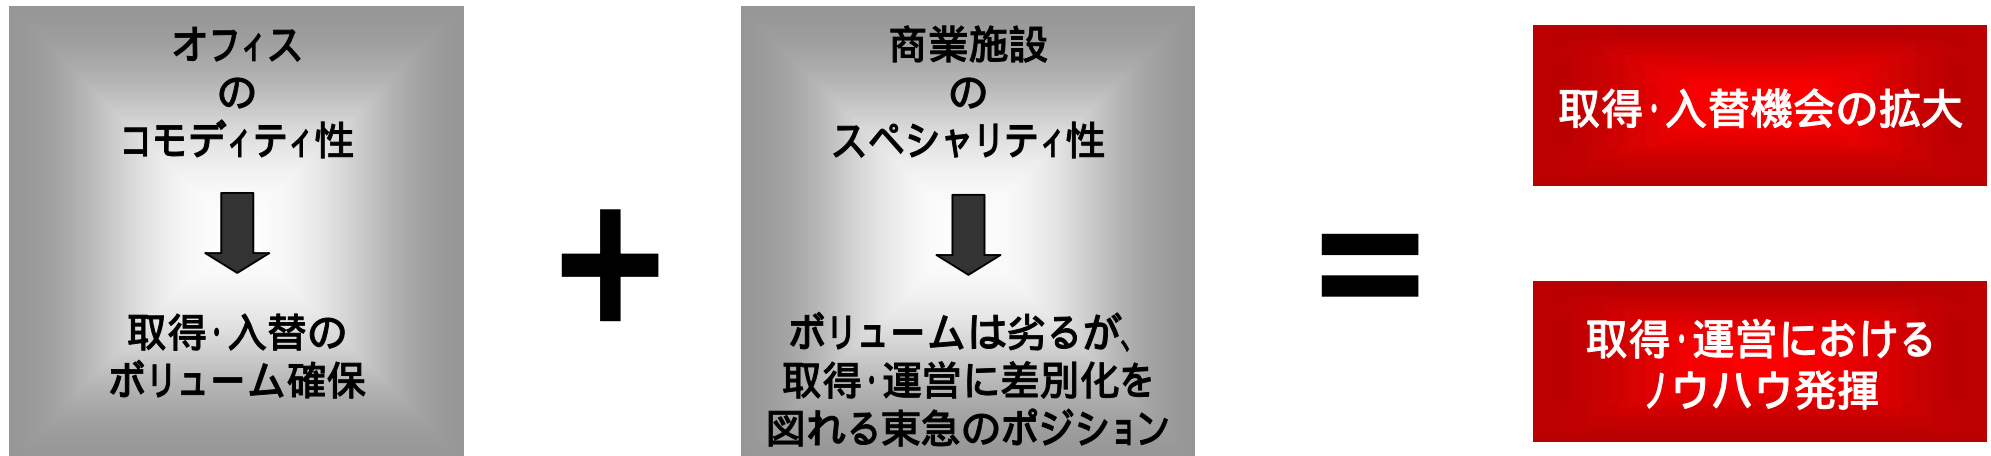 オフィス
の
コモディティ性
取得・入替の
ボリューム確保
+
商業施設
の
スペシャリティ性
ボリュームは劣るが、
取得・運営に差別化を
図れる東急のポジション
=
取得・入替機会の拡大
取得・運営における
ノウハウ発揮